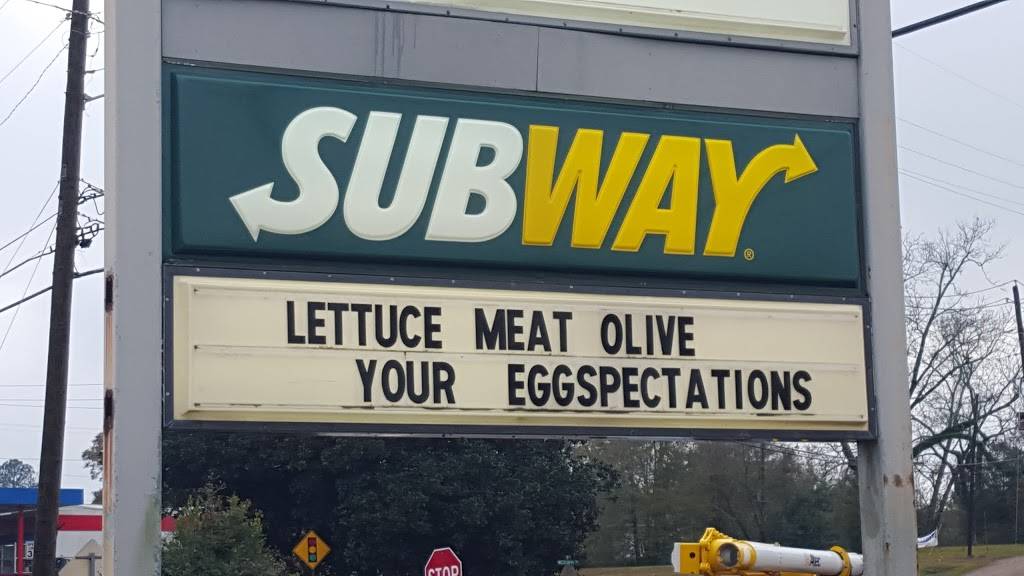 SUBWAY®
LETTUCE MEAT OLIVE
YOUR EGGSPECTATIONS
STOP